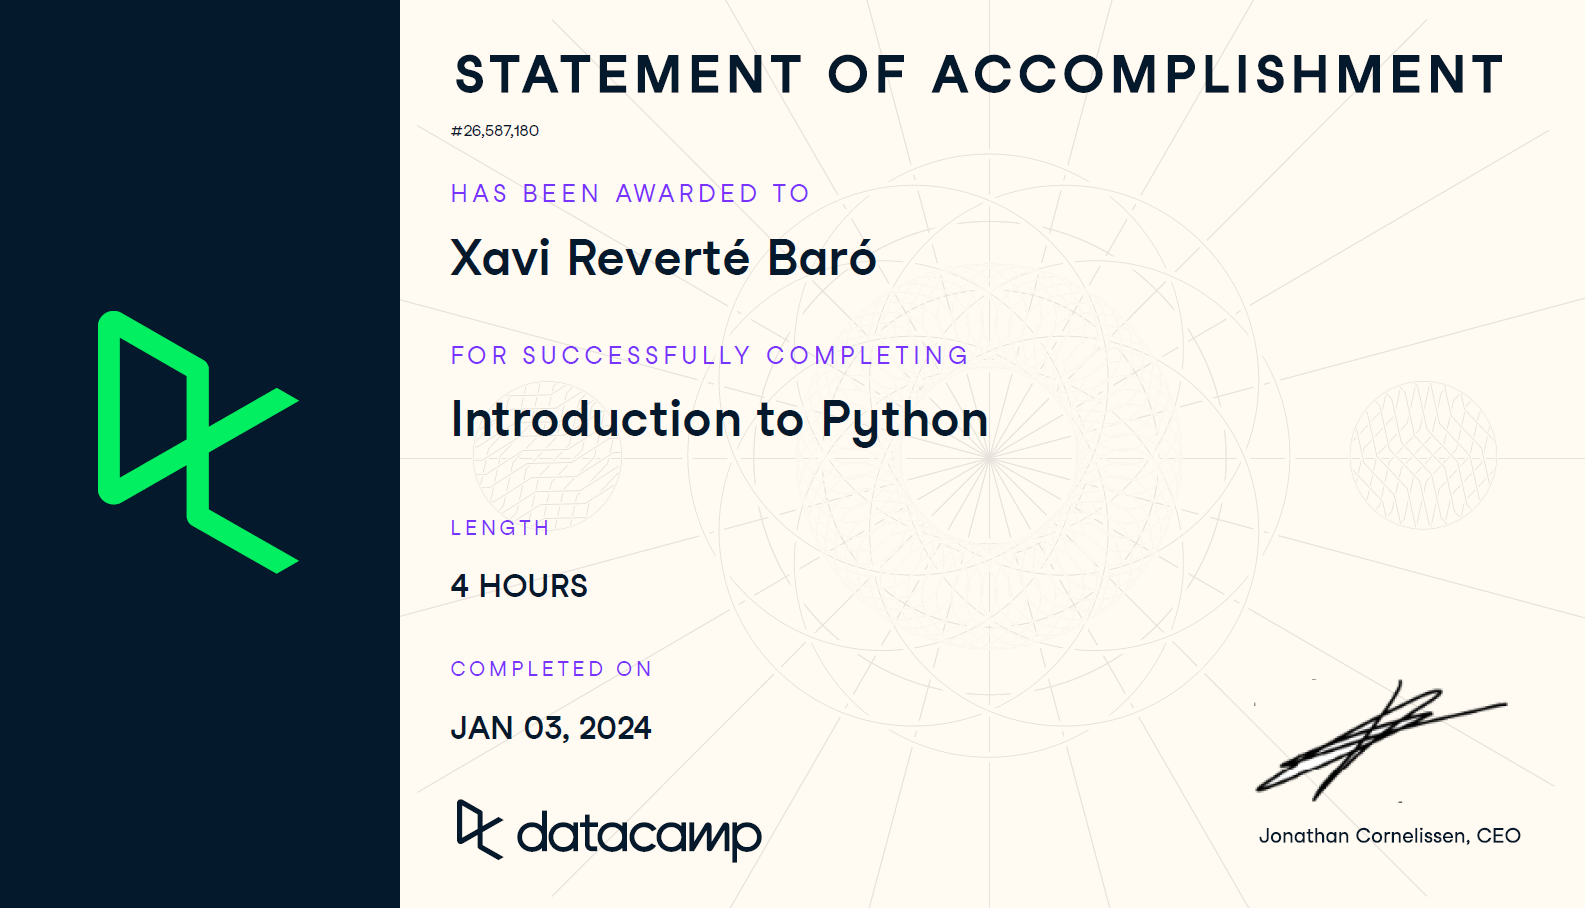 STATEMENT OF ACCOMPLISHMENT
#26,587,180
HAS BEEN AWARDED TO
Xavi Reverté Baró
FOR SUCCESSFULLY COMPLETING
Introduction to Python
LENGTH
4 HOURS
COMPLETED ON
JAN 03, 2024
datacamp
Jonathan Cornelissen, CEO